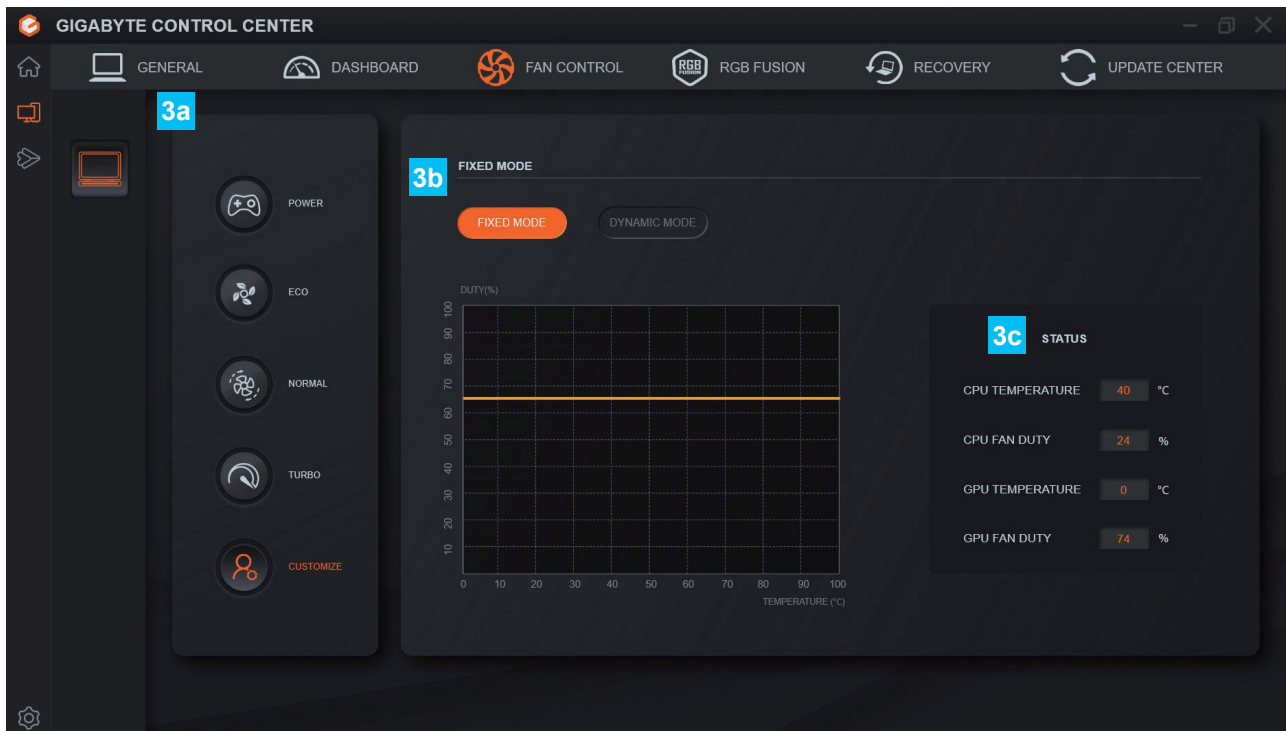 GIGABYTE CONTROL CENTER
GENERAL
DASHBOARD
FAN CONTROL
RGB FUSION
RGB FUSION
RECOVERY
UPDATE CENTER
3a
POWER
ECO
NORMAL
TURBO
CUSTOMIZE
3b
FIXED MODE
FIXED MODE
DYNAMIC MODE
DUTY(%)
100
90
80
70
60
50
40
30
20
10
0 10 20 30 40 50 60 70 80 90 100
TEMPERATURE (°C)
3c
STATUS
CPU TEMPERATURE 40 °C
CPU FAN DUTY 24 %
GPU TEMPERATURE 0 °C
GPU FAN DUTY 74 %